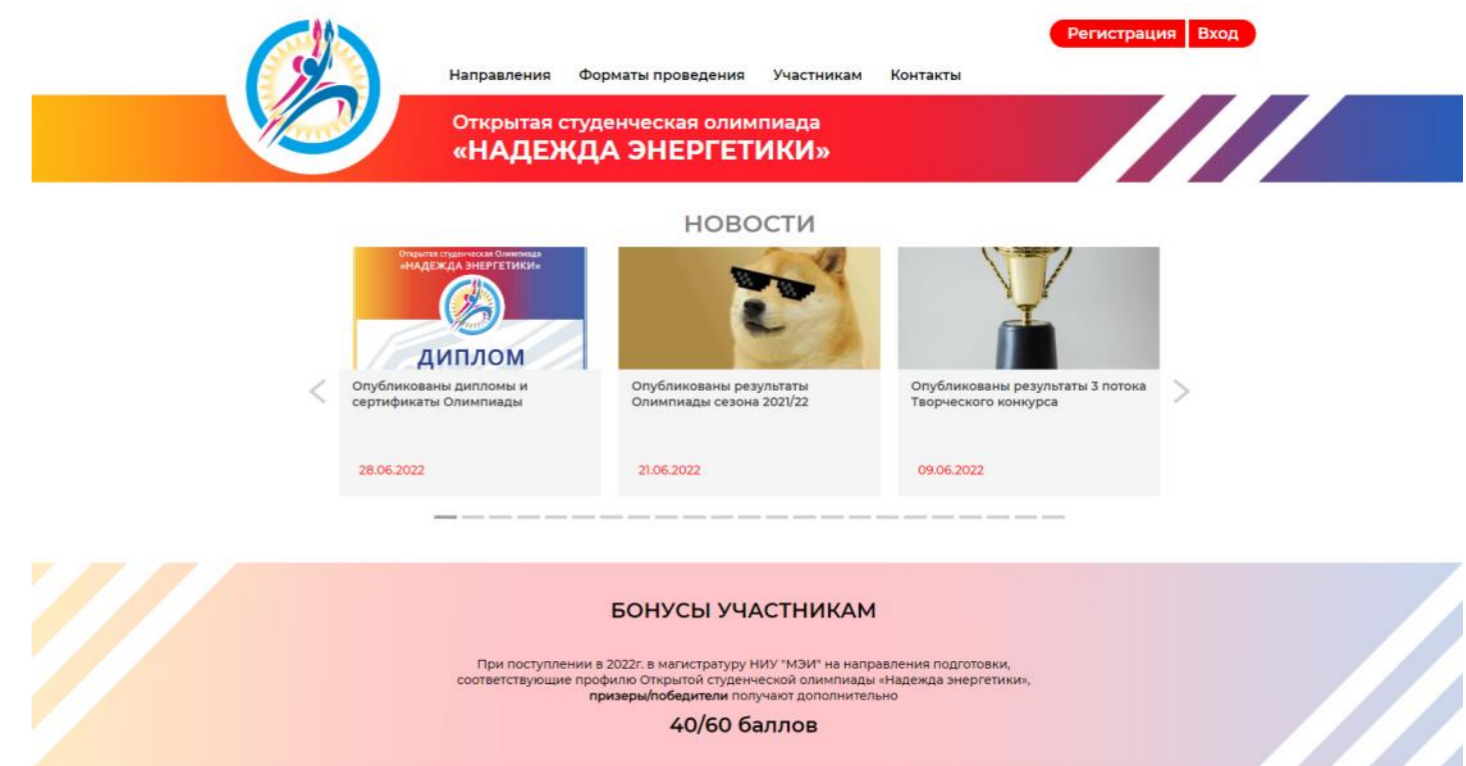 Регистрация Вход
Направления Форматы проведения Участникам Контакты
Открытая студенческая олимпиада
«НАДЕЖДА ЭНЕРГЕТИКИ»
НОВОСТИ
Открытая студенческая Олимпиада
«НАДЕЖДА ЭНЕРГЕТИКИ»
ДИПЛОМ
Опубликованы дипломы и
сертификаты Олимпиады
28.06.2022
Опубликованы результаты
Олимпиады сезона 2021/22
21.06.2022
Опубликованы результаты 3 потока
Творческого конкурса
09.06.2022
БОНУСЫ УЧАСТНИКАМ
При поступлении в 2022г. в магистратуру НИУ "МЭИ" на направления подготовки,
соответствующие профилю Открытой студенческой олимпиады «Надежда энергетики»,
призеры/победители получают дополнительно
40/60 баллов